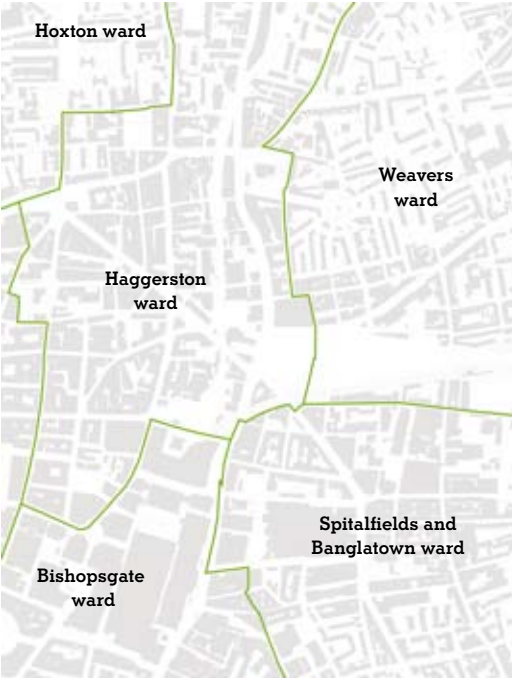 Hoxton ward
Weavers
ward
Haggerston
ward
Spitalfields and
Banglatown ward
Bishopsgate
ward